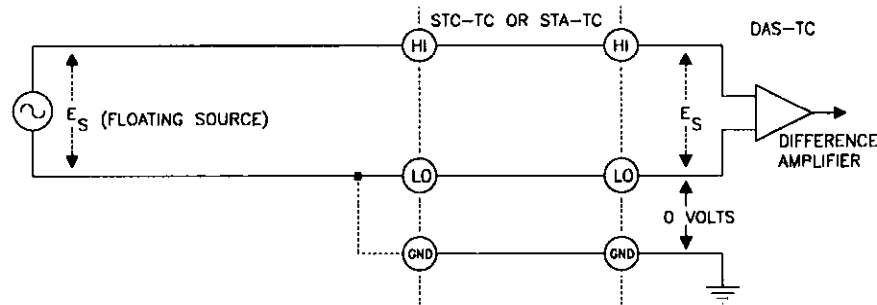 STC-TC OR STA-TC
DAS-TC
HI
HI
E_S (FLOATING SOURCE)
E_S
DIFFERENCE
AMPLIFIER
LO
LO
O VOLTS
GND
GND